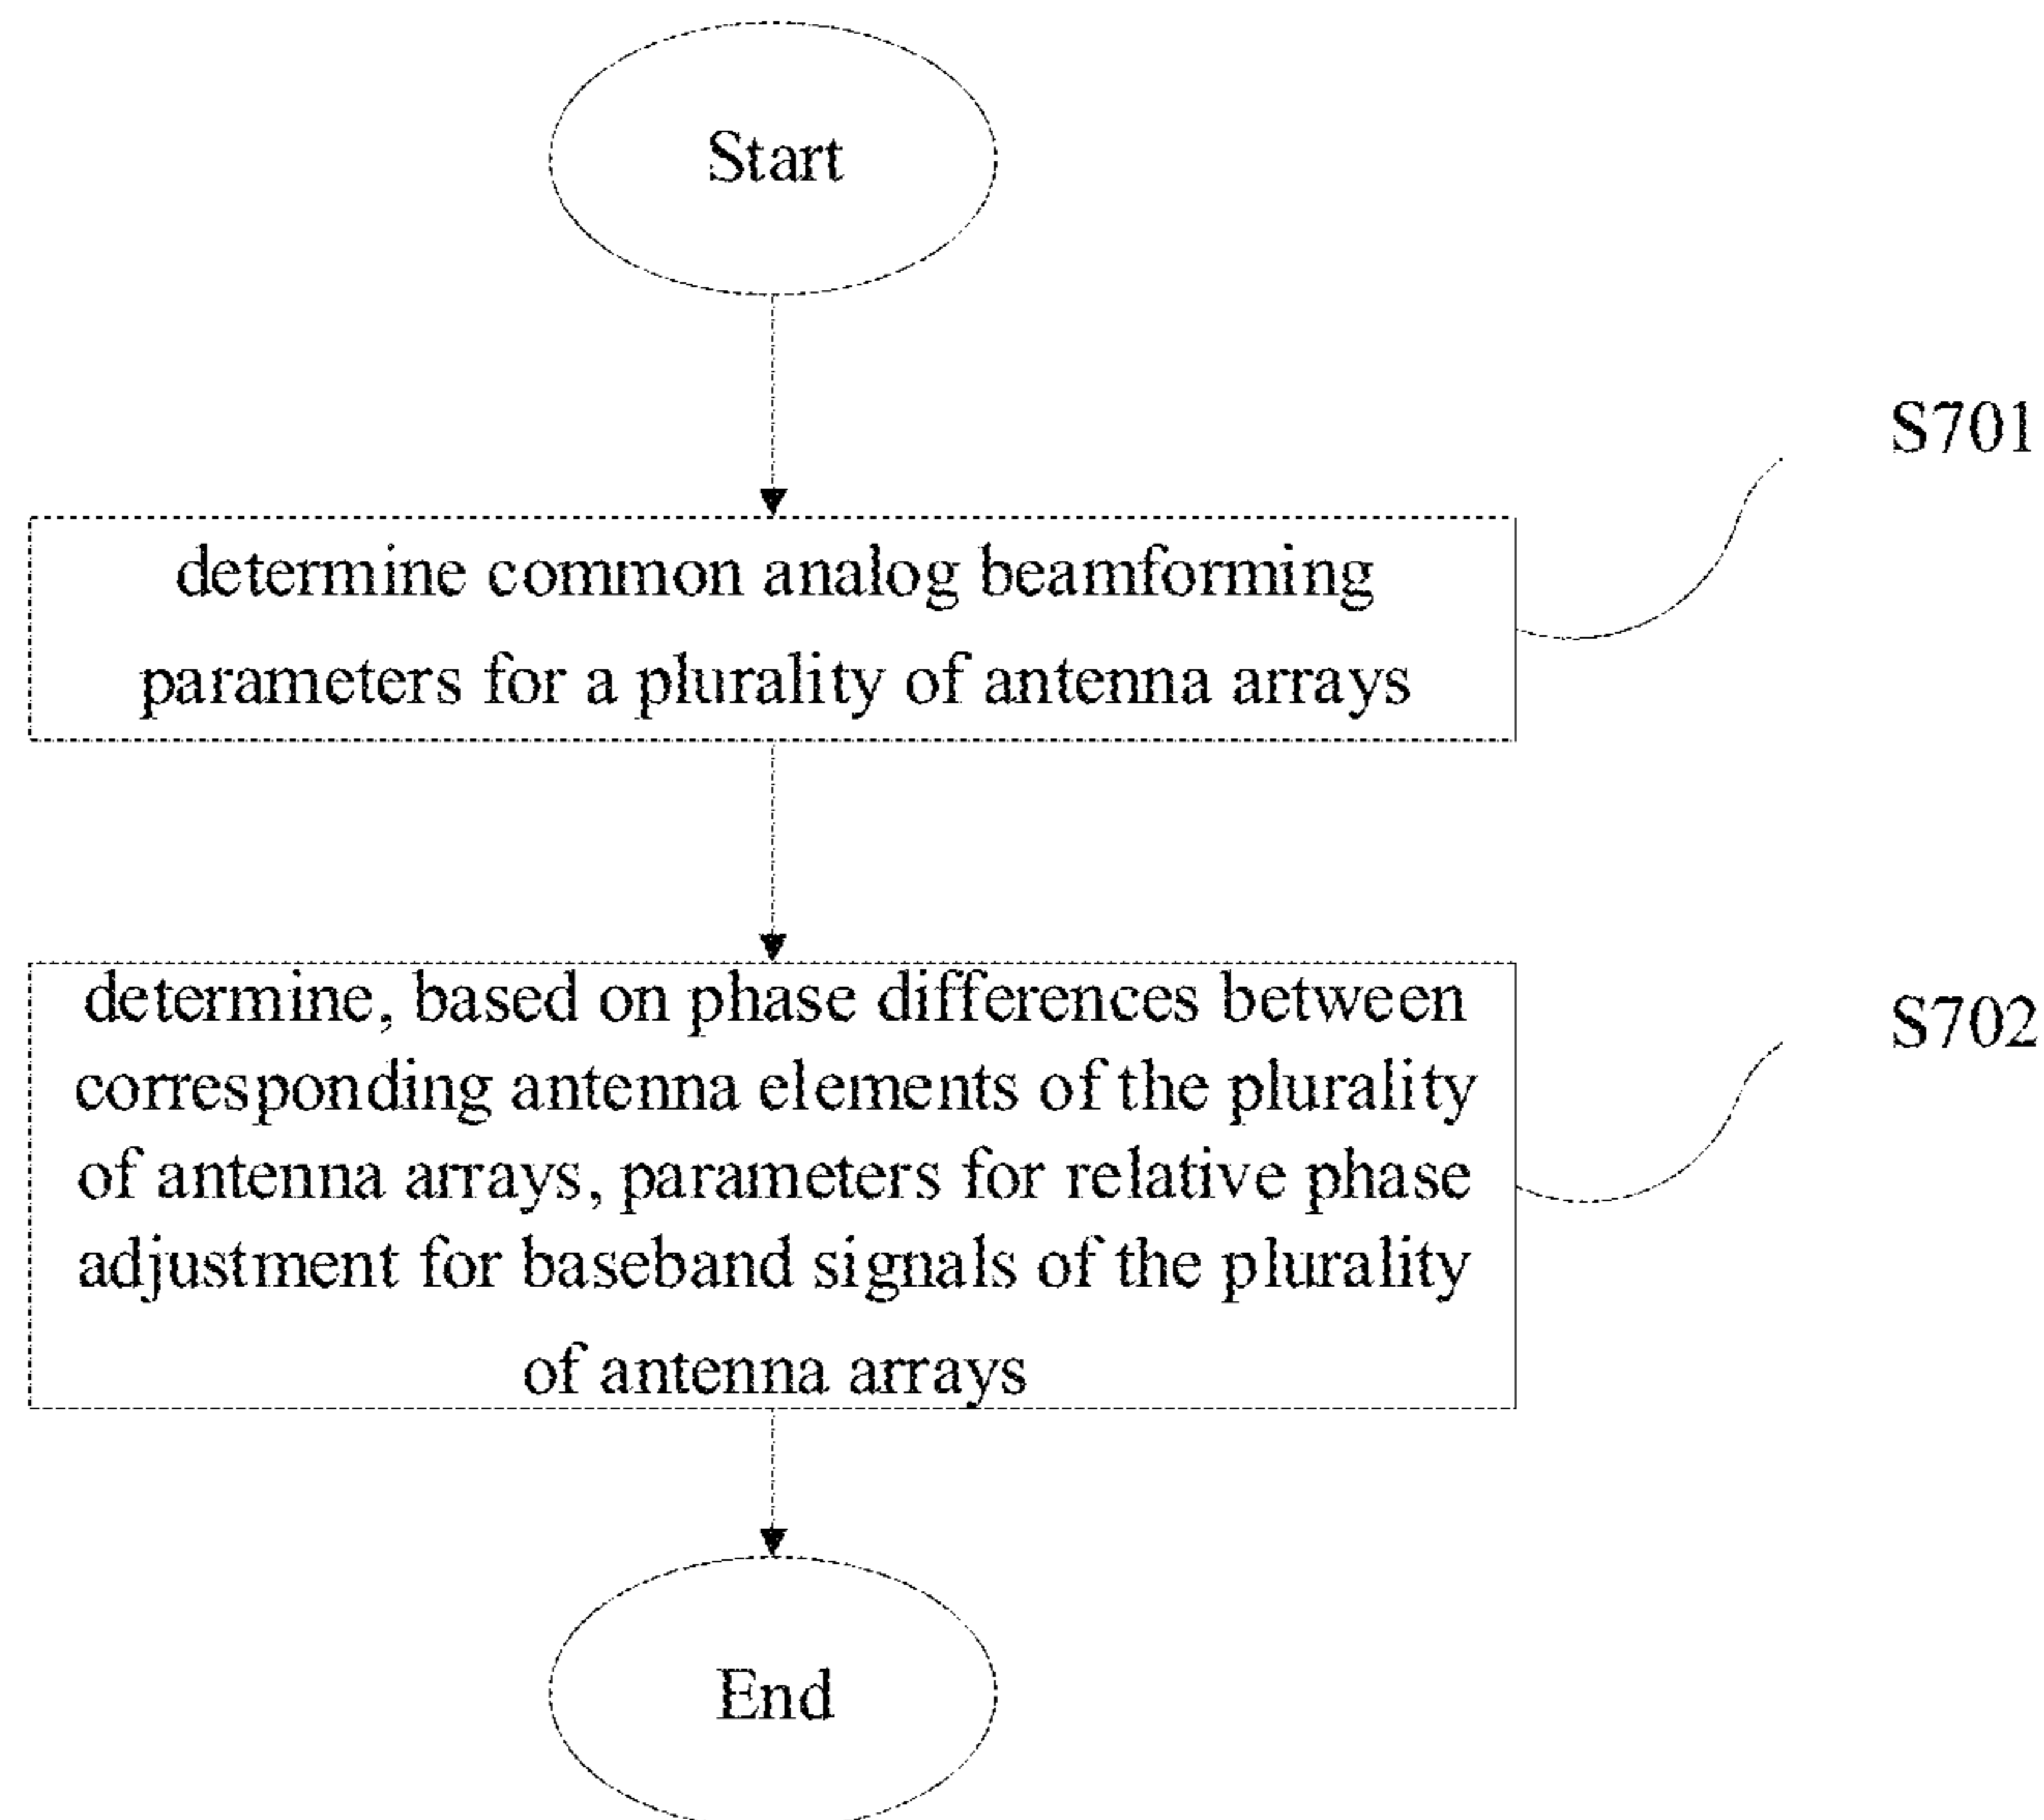 Start
S701
determine common analog beamforming
parameters for a plurality of antenna arrays
determine, based on phase differences between
corresponding antenna elements of the plurality
of antenna arrays, parameters for relative phase
adjustment for baseband signals of the plurality
of antenna arrays
S702
End